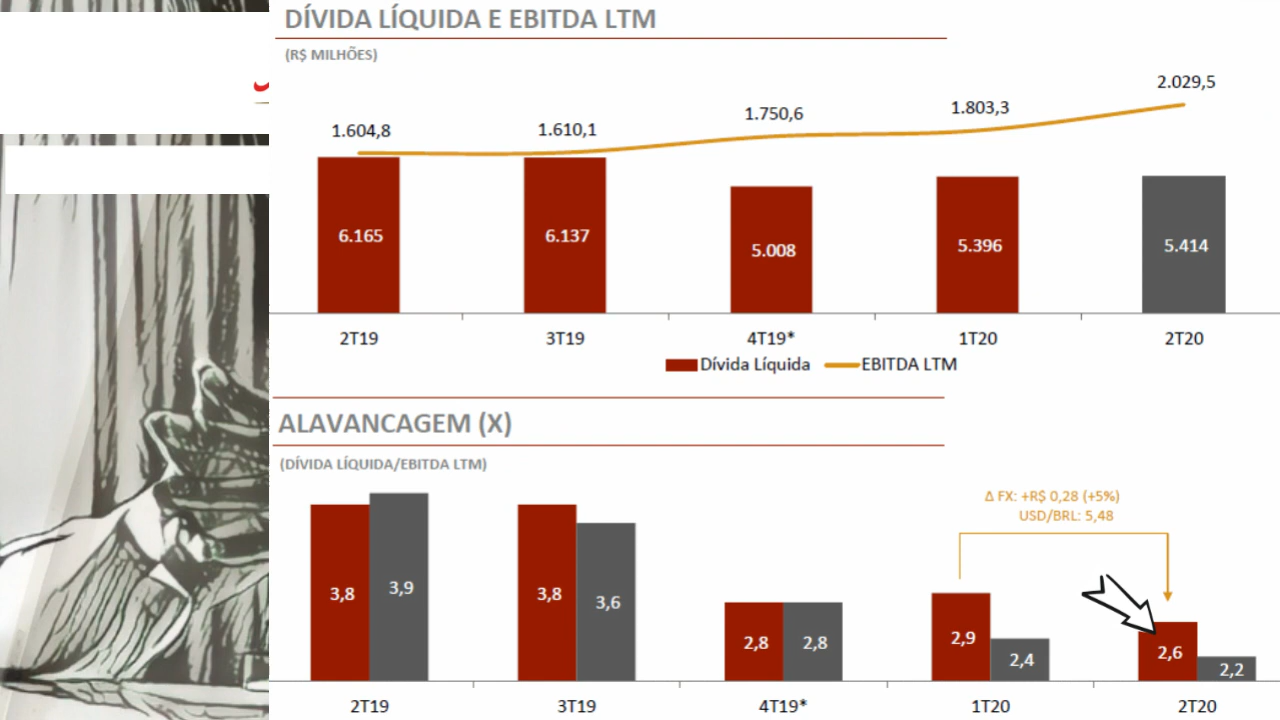 DÍVIDA LÍQUIDA E EBITDA LTM
(R$ MILHÕES)
1.604,8 1.610,1 1.750,6 1.803,3 2.029,5
6.165 6.137 5.008 5.396 5.414
2T19 3T19 4T19* 1T20 2T20
Dívida Líquida EBITDA LTM
ALAVANCAGEM (X)
(DÍVIDA LÍQUIDA/EBITDA LTM)
Δ FX: +R$ 0,28 (+5%)
USD/BRL: 5,48
3,8 3,9 3,8 3,6 2,8 2,8 2,9 2,4 2,6 2,2
2T19 3T19 4T19* 1T20 2T20